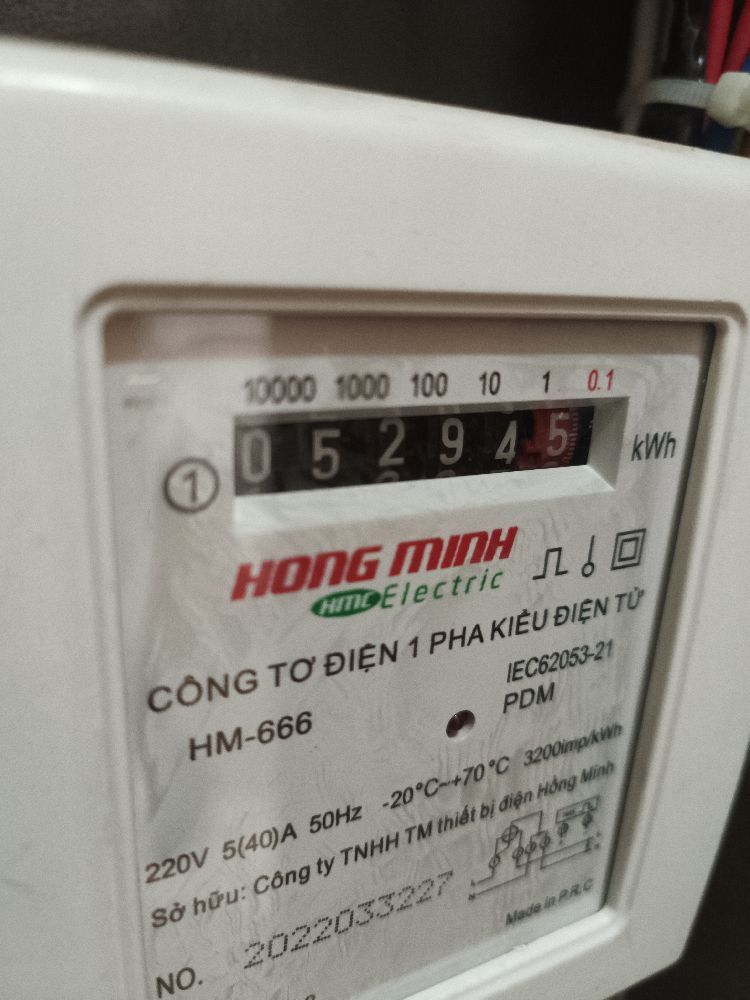 10000 1000 100 10 1 0.1
0 5 2 9 4 5
1
kWh
HONG MINH
HMC Electric
CÔNG TƠ ĐIỆN 1 PHA KIỂU ĐIỆN TỬ
HM-666
IEC62053-21
PDM
220V 5(40)A 50Hz -20°C~+70°C 3200imp/kWh
Sở hữu: Công ty TNHH TM thiết bị điện Hồng Minh
NO. 2022033227
Made in P.R.C